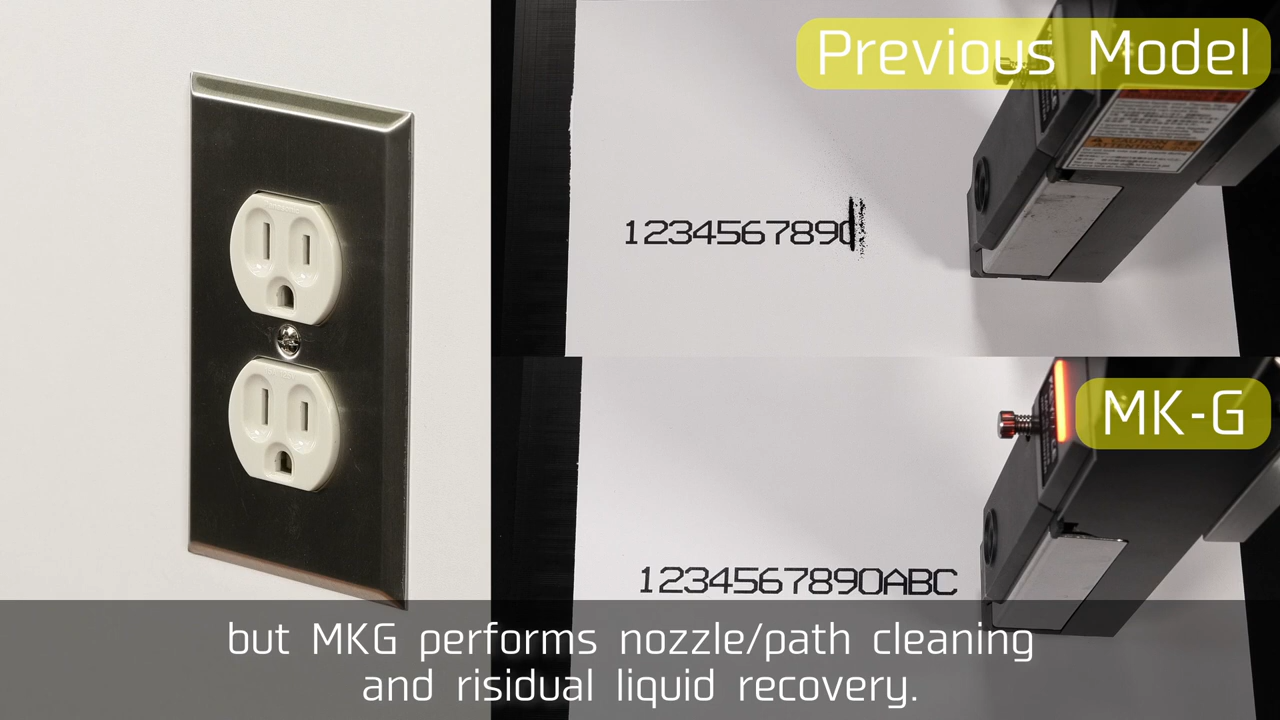 Previous Model
1234567890
MK-G
1234567890ABC
but MKG performs nozzle/path cleaning
and risidual liquid recovery.